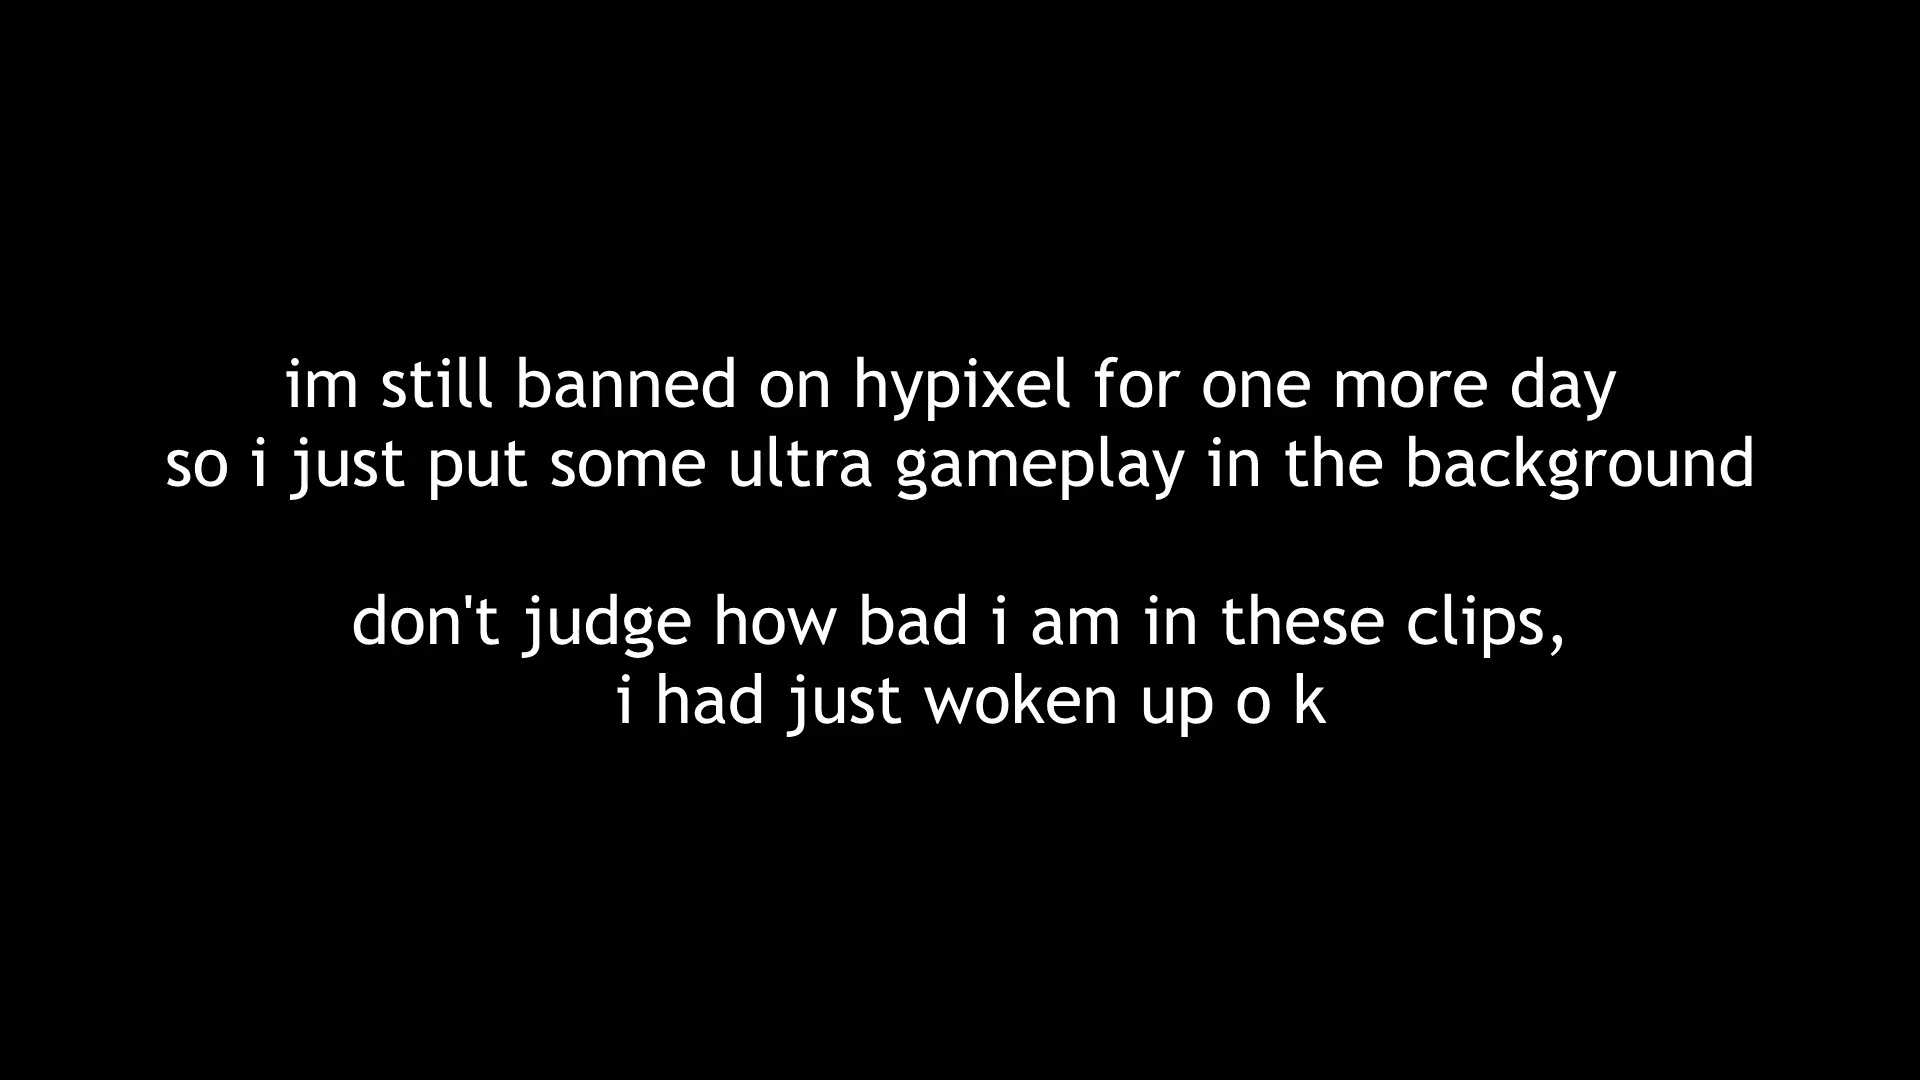 im still banned on hypixel for one more day
so i just put some ultra gameplay in the background
don't judge how bad i am in these clips,
i had just woken up o k